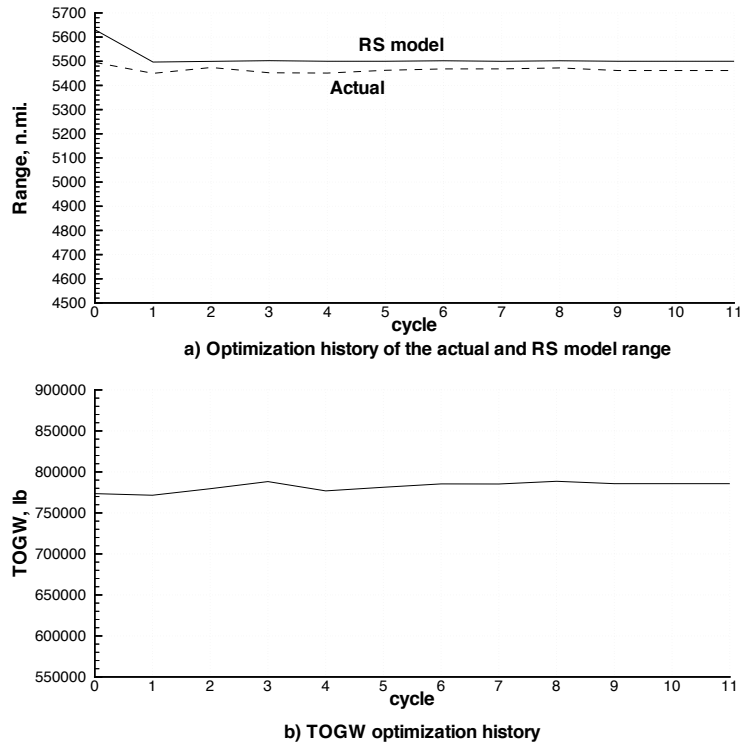 5700
5600
5500
5400
5300
5200
5100
5000
4900
4800
4700
4600
4500
Range, n.mi.
RS model
Actual
0 1 2 3 4 5 6 7 8 9 10 11
cycle
a) Optimization history of the actual and RS model range
900000
850000
800000
750000
700000
650000
600000
550000
TOGW, lb
0 1 2 3 4 5 6 7 8 9 10 11
cycle
b) TOGW optimization history